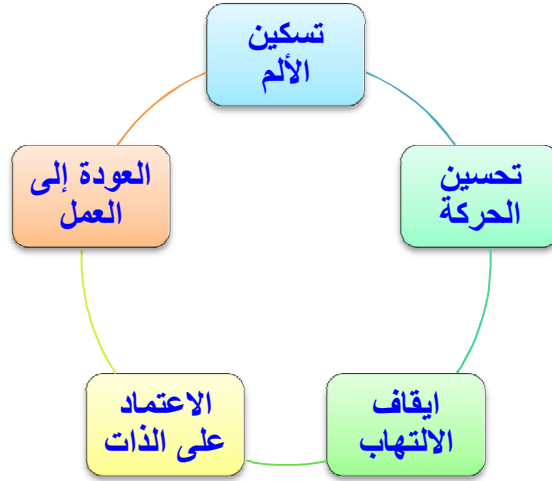 تسكين
الألم
تحسين
الحركة
ايقاف
الالتهاب
الاعتماد
على الذات
العودة إلى
العمل